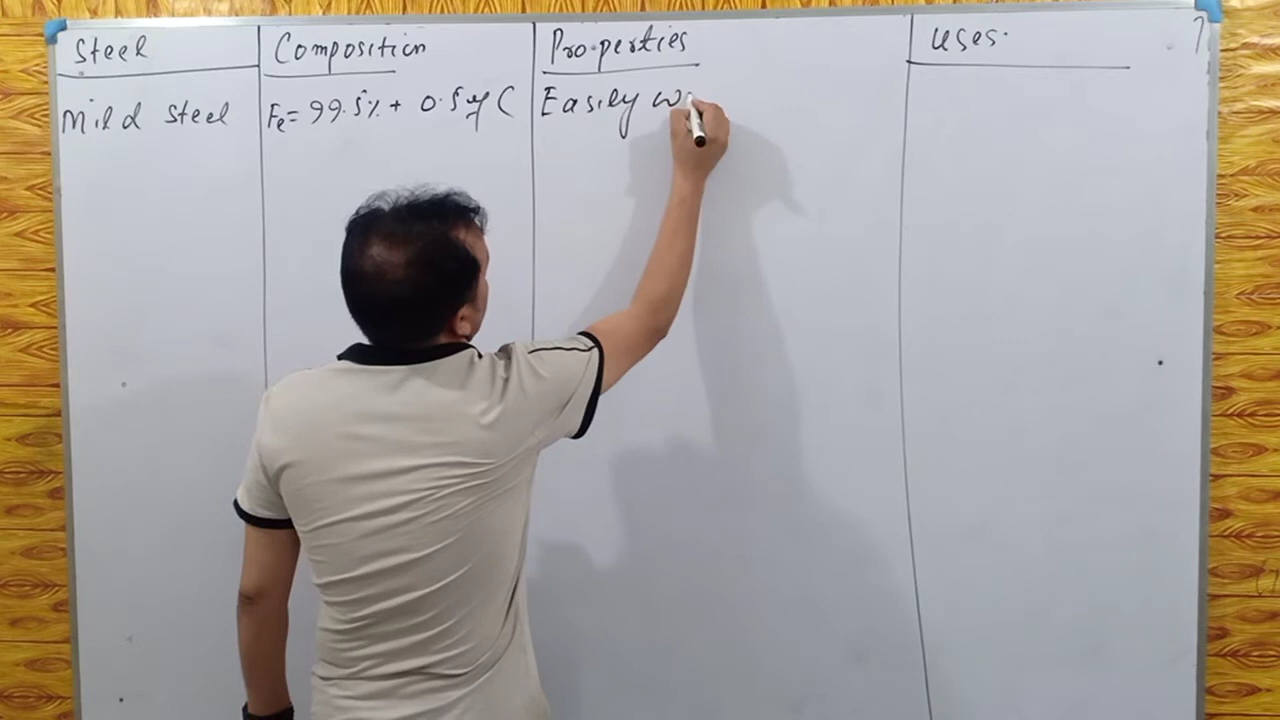 Steel Composition Properties Uses.
Mild Steel Fe = 99.5% + 0.5% C Easily